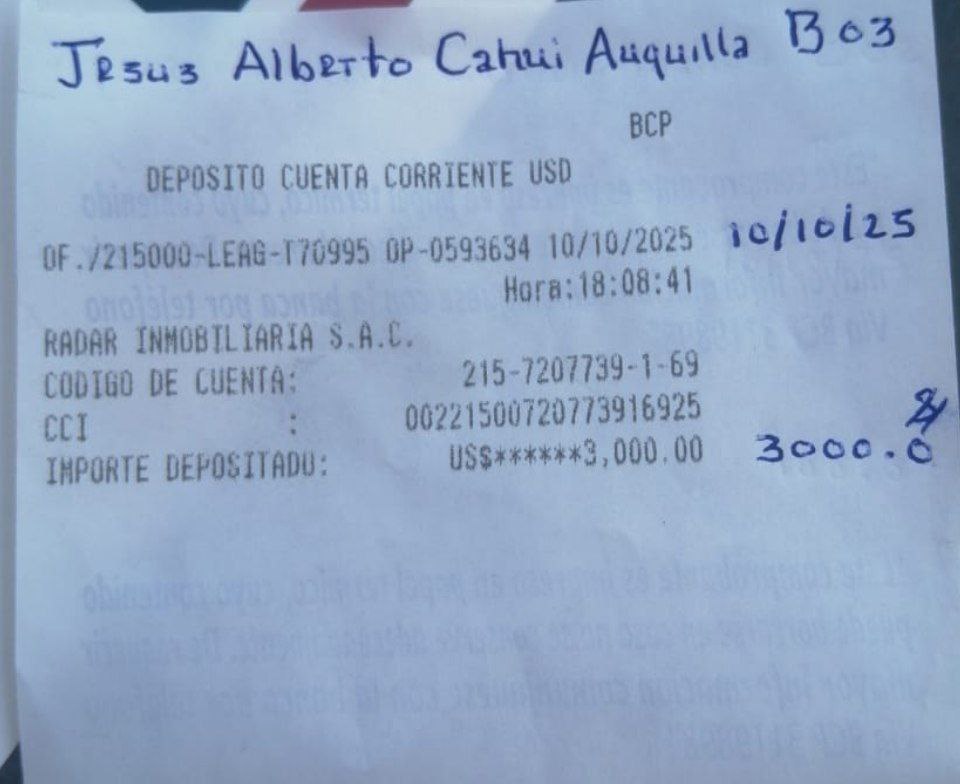 Jesus Alberto Cahui Auquilla B03
BCP
DEPOSITO CUENTA CORRIENTE USD
OF./215000-LEAG-T70995 OP-0593634 10/10/2025 10/10/25
Hora:18:08:41
RADAR INMOBILIARIA S.A.C.
CODIGO DE CUENTA: 215-7207739-1-69
CCI : 00221500720773916925
IMPORTE DEPOSITADO: US$******3,000.00 3000.0